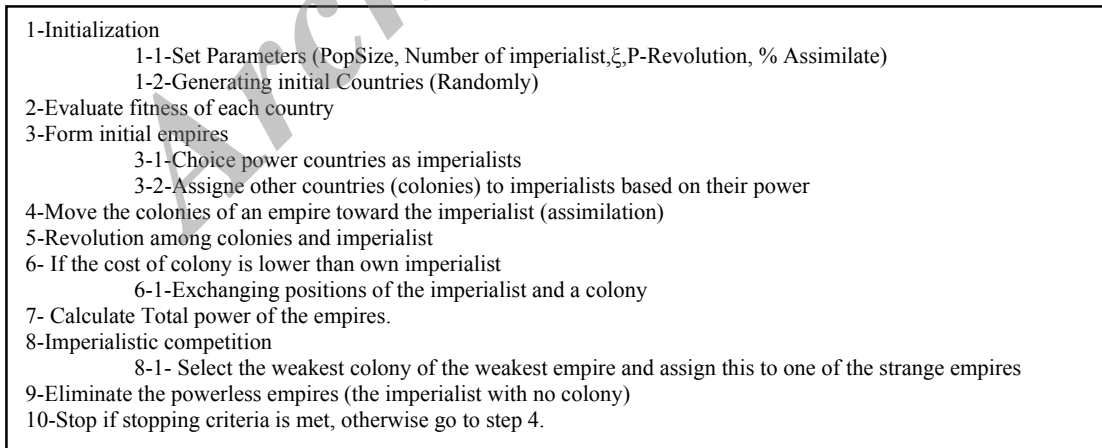 1-Initialization
1-1-Set Parameters (PopSize, Number of imperialist,ξ,P-Revolution, % Assimilate)
1-2-Generating initial Countries (Randomly)
2-Evaluate fitness of each country
3-Form initial empires
3-1-Choice power countries as imperialists
3-2-Assigne other countries (colonies) to imperialists based on their power
4-Move the colonies of an empire toward the imperialist (assimilation)
5-Revolution among colonies and imperialist
6- If the cost of colony is lower than own imperialist
6-1-Exchanging positions of the imperialist and a colony
7- Calculate Total power of the empires.
8-Imperialistic competition
8-1- Select the weakest colony of the weakest empire and assign this to one of the strange empires
9-Eliminate the powerless empires (the imperialist with no colony)
10-Stop if stopping criteria is met, otherwise go to step 4.